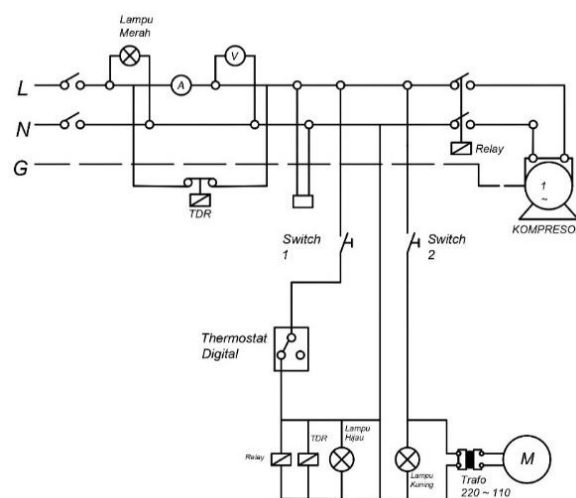 Lampu
Merah
L
A
V
N
Relay
G
TDR
1
~
KOMPRESOR
Switch
1
Switch
2
Thermostat
Digital
Relay
TDR
Lampu
Hijau
Lampu
Kuning
M
Trafo
220 ~ 110